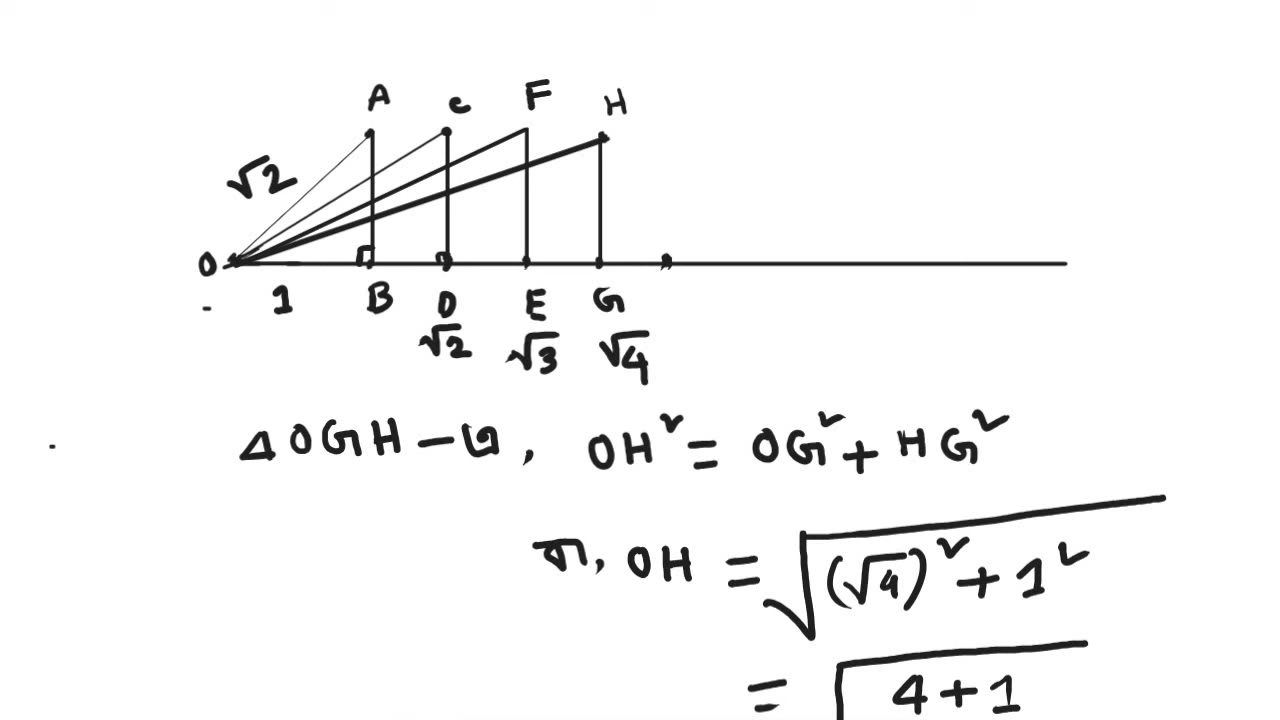 A C F H
√2
O 1 B D E G
√2 √3 √4
Δ OGH - এ, OH² = OG² + HG²
বা, OH = √((√4)² + 1²)
= √(4 + 1)